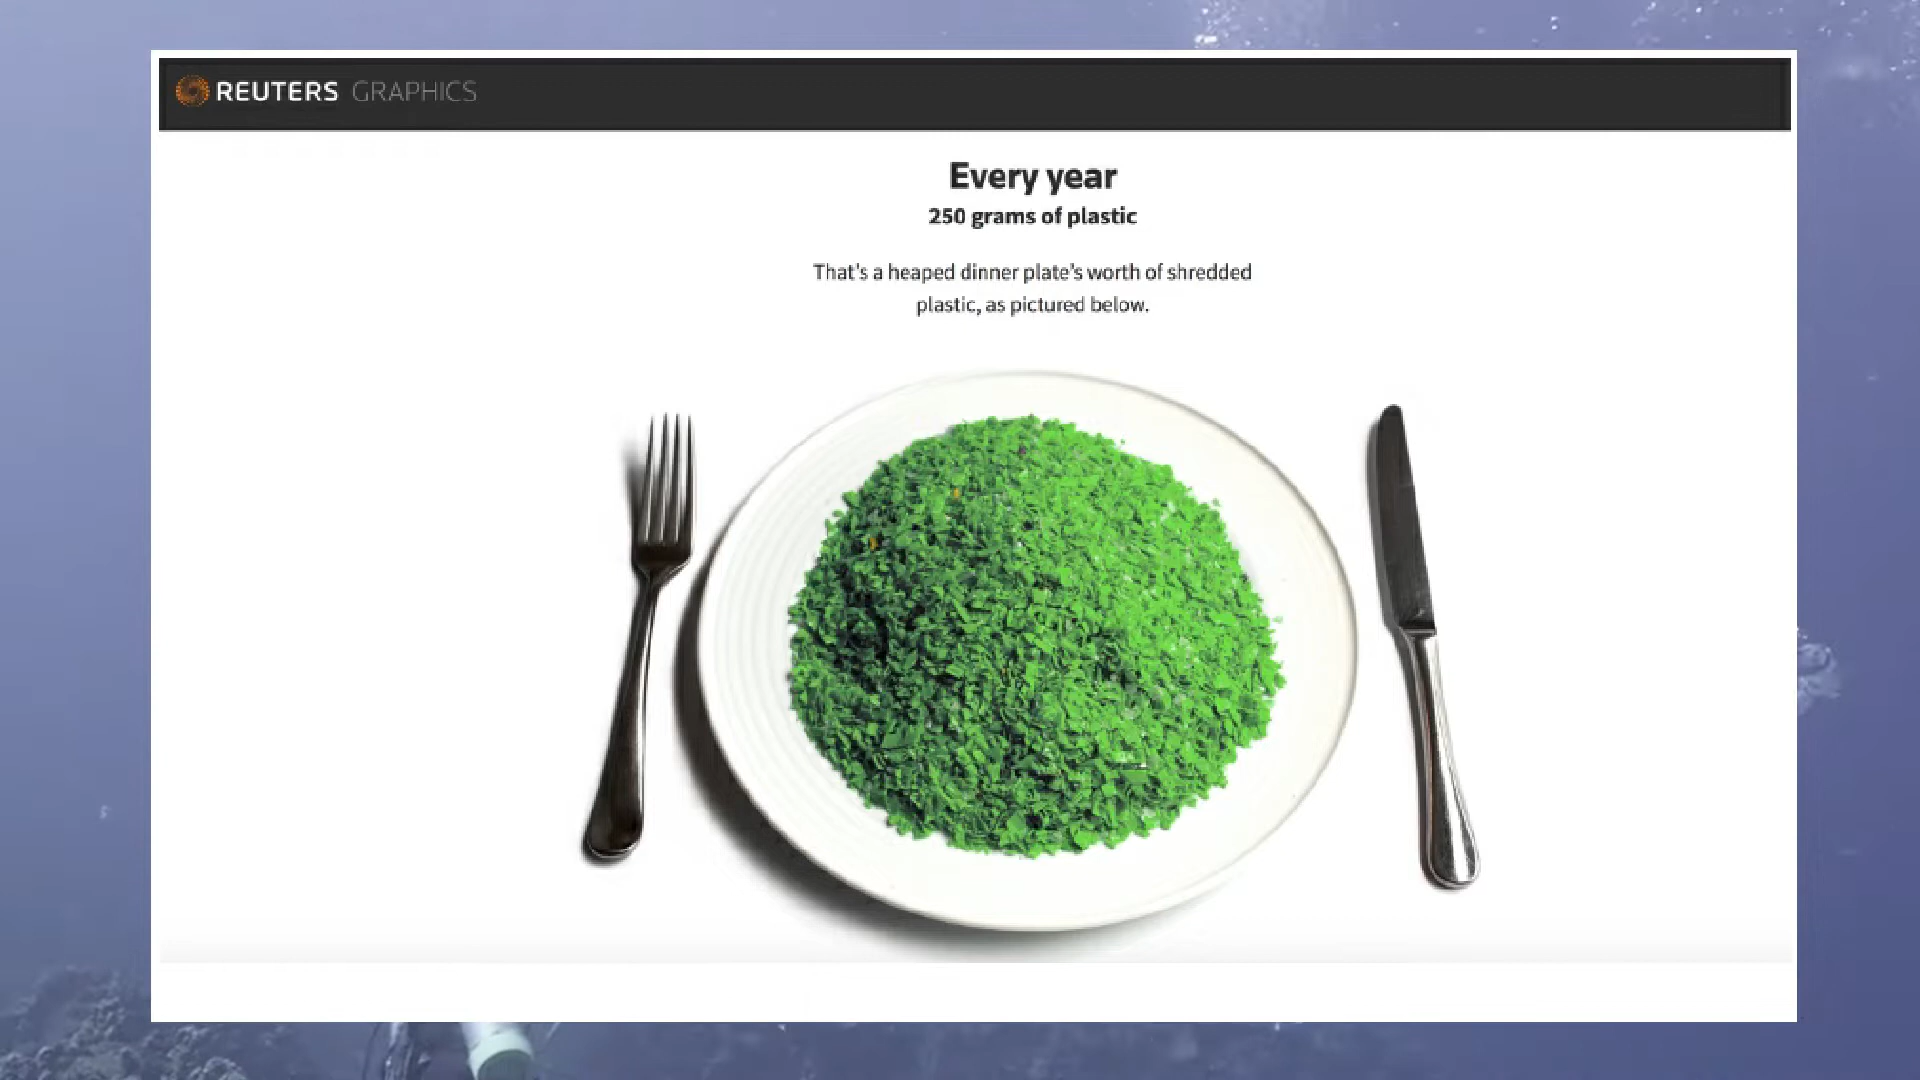 REUTERS GRAPHICS
Every year
250 grams of plastic
That's a heaped dinner plate's worth of shredded
plastic, as pictured below.